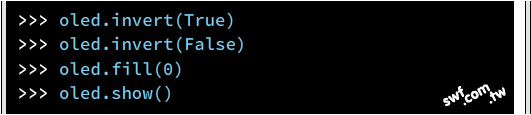 >>> oled.invert(True)
>>> oled.invert(False)
>>> oled.fill(0)
>>> oled.show()
swf.com.tw